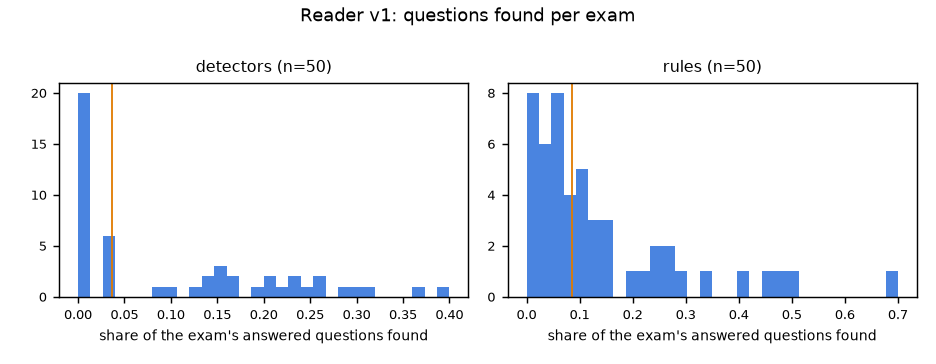 Reader v1: questions found per exam
detectors (n=50)
20
15
10
5
0
0.00 0.05 0.10 0.15 0.20 0.25 0.30 0.35 0.40
share of the exam's answered questions found
rules (n=50)
8
6
4
2
0
0.0 0.1 0.2 0.3 0.4 0.5 0.6 0.7
share of the exam's answered questions found